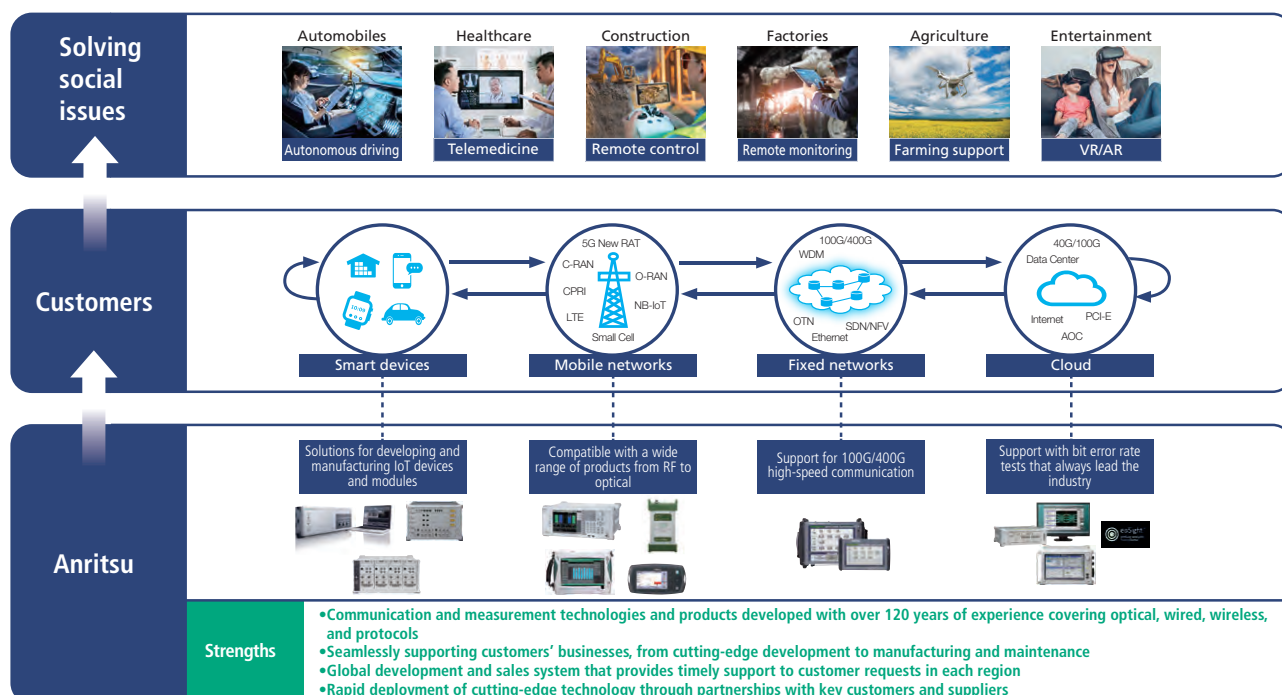 Solving
social
issues
Automobiles
Healthcare
Construction
Factories
Agriculture
Entertainment
Autonomous driving
Telemedicine
Remote control
Remote monitoring
Farming support
VR/AR
Customers
5G New RAT
C-RAN
O-RAN
CPRI
NB-IoT
LTE
Small Cell
100G/400G
WDM
OTN
SDN/NFV
Ethernet
40G/100G
Data Center
Internet
PCI-E
AOC
Smart devices
Mobile networks
Fixed networks
Cloud
Anritsu
Solutions for developing and
manufacturing IoT devices
and modules
Compatible with a wide
range of products from RF to
optical
Support for 100G/400G
high-speed communication
Support with bit error rate
tests that always lead the
industry
Strengths
•Communication and measurement technologies and products developed with over 120 years of experience covering optical, wired, wireless,
and protocols
•Seamlessly supporting customers' businesses, from cutting-edge development to manufacturing and maintenance
•Global development and sales system that provides timely support to customer requests in each region
•Rapid deployment of cutting-edge technology through partnerships with key customers and suppliers